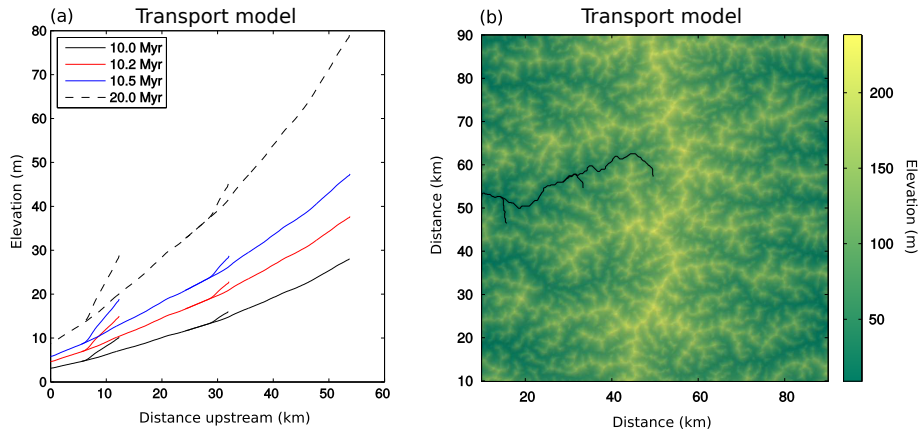 (a)
Transport model
80
70
60
50
40
30
20
10
0
10.0 Myr
10.2 Myr
10.5 Myr
20.0 Myr
Elevation (m)
0 10 20 30 40 50 60
Distance upstream (km)
(b)
Transport model
90
80
70
60
50
40
30
20
10
Distance (km)
20 40 60 80
Distance (km)
200
150
100
50
Elevation (m)